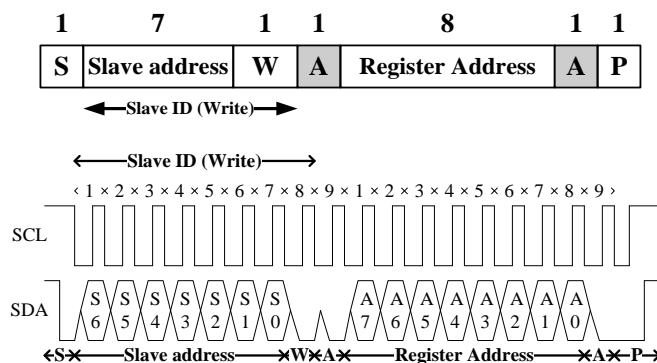 1 7 1 1 8 1 1
S Slave address W A Register Address A P
Slave ID (Write)
Slave ID (Write)
‹ 1 × 2 × 3 × 4 × 5 × 6 × 7 × 8 × 9 × 1 × 2 × 3 × 4 × 5 × 6 × 7 × 8 × 9 ›
SCL
SDA S6 S5 S4 S3 S2 S1 S0 A7 A6 A5 A4 A3 A2 A1 A0
S Slave address W A Register Address A P